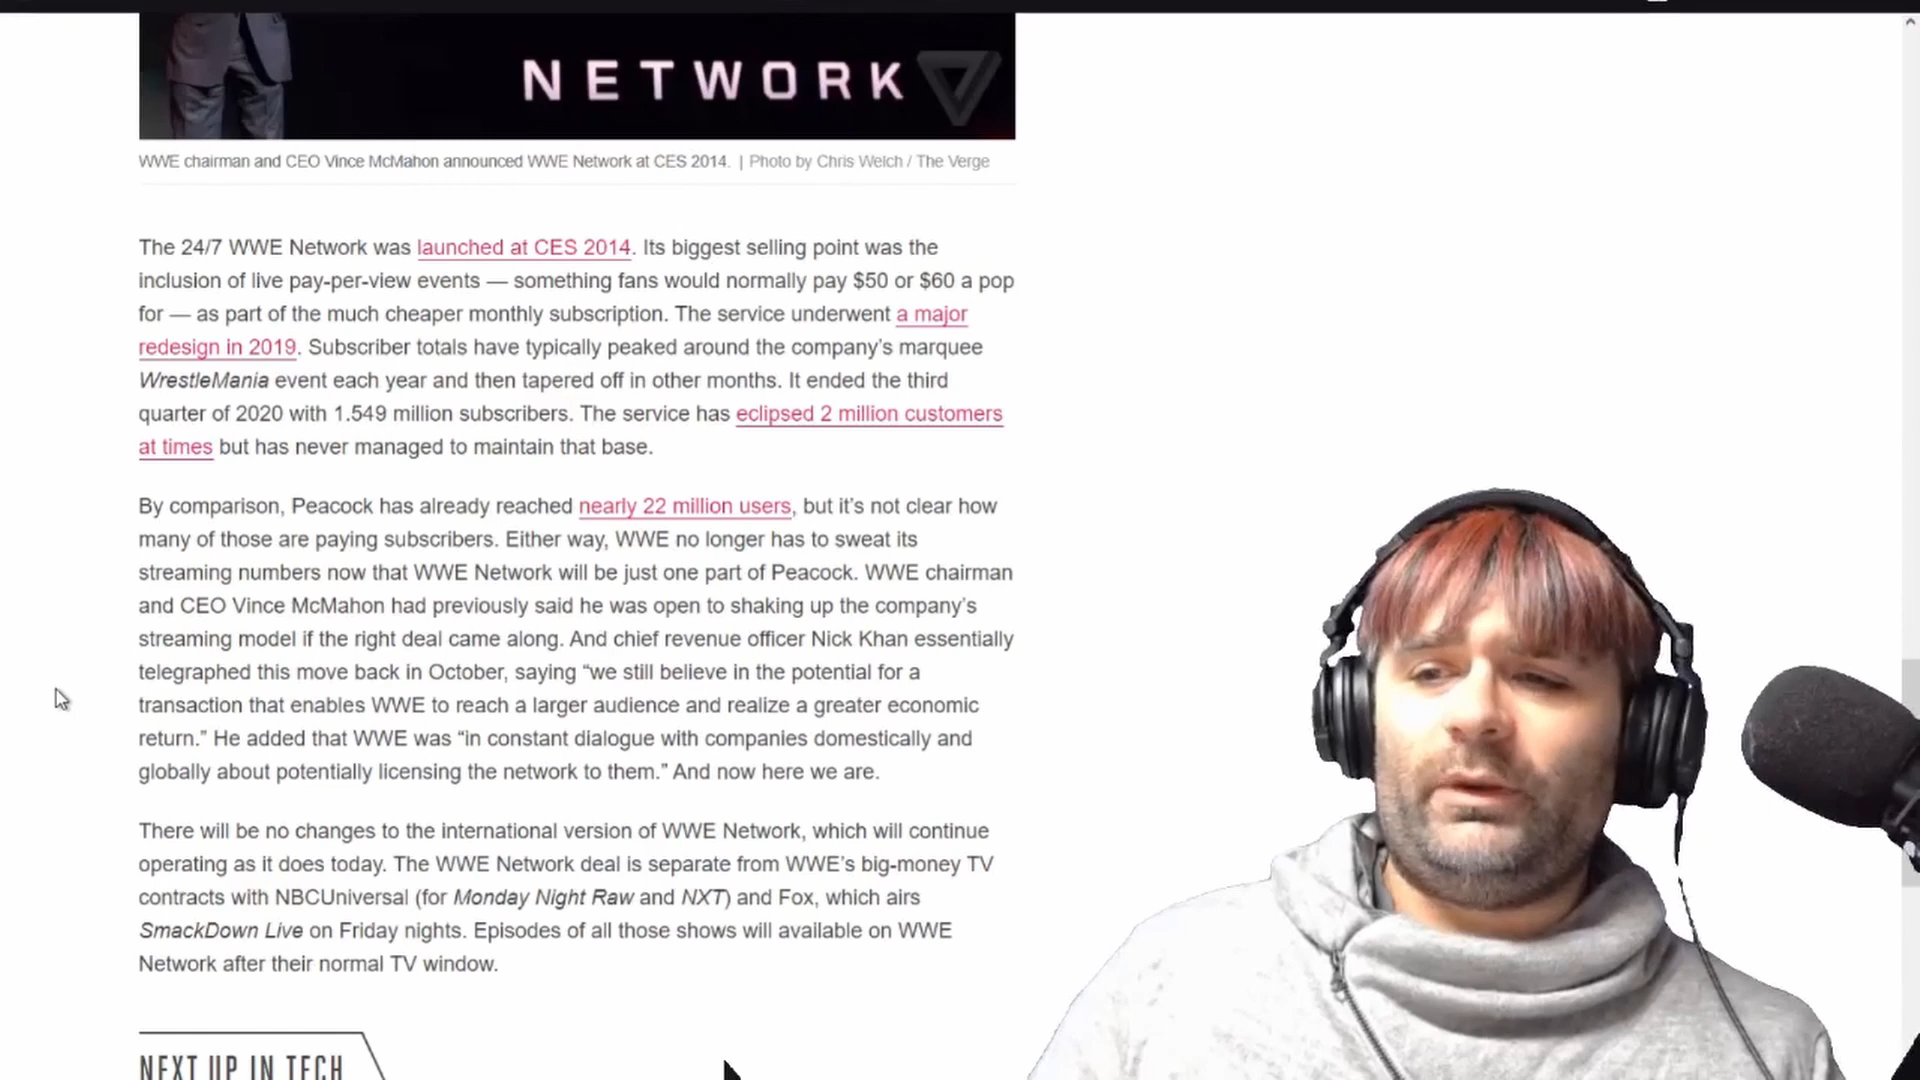 NETWORK
WWE chairman and CEO Vince McMahon announced WWE Network at CES 2014. | Photo by Chris Welch / The Verge
The 24/7 WWE Network was launched at CES 2014. Its biggest selling point was the
inclusion of live pay-per-view events — something fans would normally pay $50 or $60 a pop
for — as part of the much cheaper monthly subscription. The service underwent a major
redesign in 2019. Subscriber totals have typically peaked around the company’s marquee
WrestleMania event each year and then tapered off in other months. It ended the third
quarter of 2020 with 1.549 million subscribers. The service has eclipsed 2 million customers
at times but has never managed to maintain that base.
By comparison, Peacock has already reached nearly 22 million users, but it’s not clear how
many of those are paying subscribers. Either way, WWE no longer has to sweat its
streaming numbers now that WWE Network will be just one part of Peacock. WWE chairman
and CEO Vince McMahon had previously said he was open to shaking up the company’s
streaming model if the right deal came along. And chief revenue officer Nick Khan essentially
telegraphed this move back in October, saying “we still believe in the potential for a
transaction that enables WWE to reach a larger audience and realize a greater economic
return.” He added that WWE was “in constant dialogue with companies domestically and
globally about potentially licensing the network to them.” And now here we are.
There will be no changes to the international version of WWE Network, which will continue
operating as it does today. The WWE Network deal is separate from WWE’s big-money TV
contracts with NBCUniversal (for Monday Night Raw and NXT) and Fox, which airs
SmackDown Live on Friday nights. Episodes of all those shows will available on WWE
Network after their normal TV window.
NEXT UP IN TECH